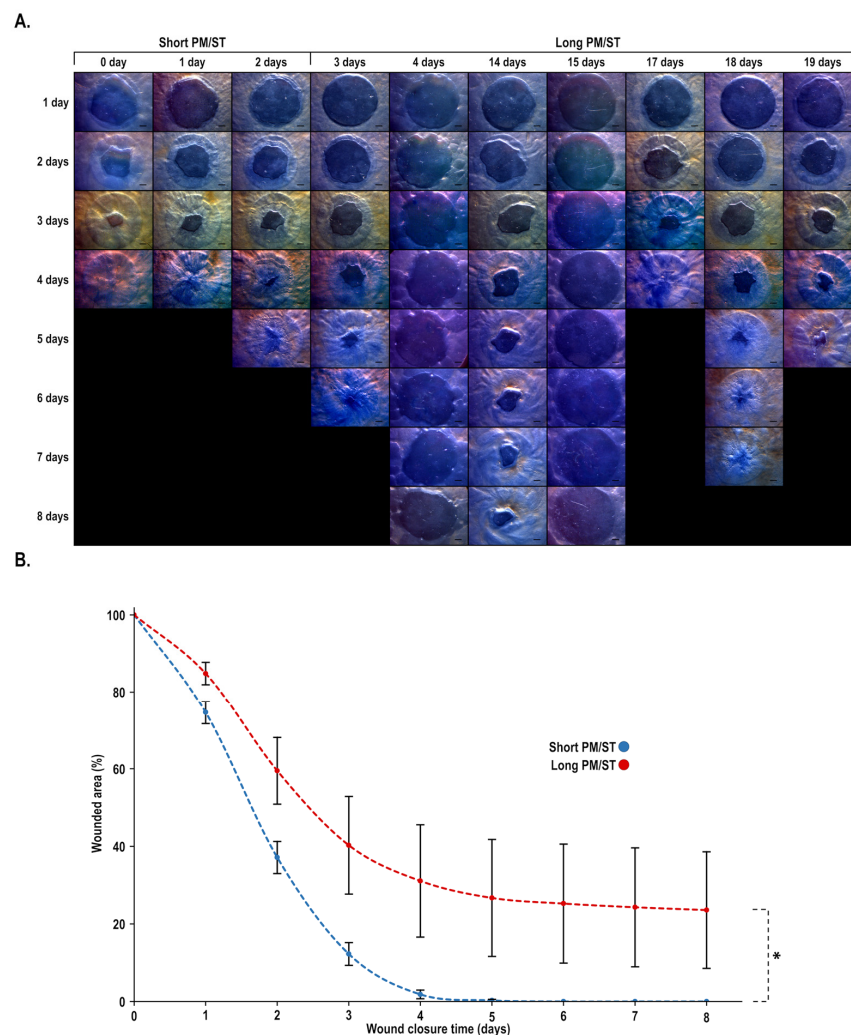 A.
Short PM/ST Long PM/ST
0 day 1 day 2 days 3 days 4 days 14 days 15 days 17 days 18 days 19 days
1 day
2 days
3 days
4 days
5 days
6 days
7 days
8 days
B.
100
80
60
40
20
0
Wounded area (%)
Short PM/ST
Long PM/ST
*
0 1 2 3 4 5 6 7 8
Wound closure time (days)